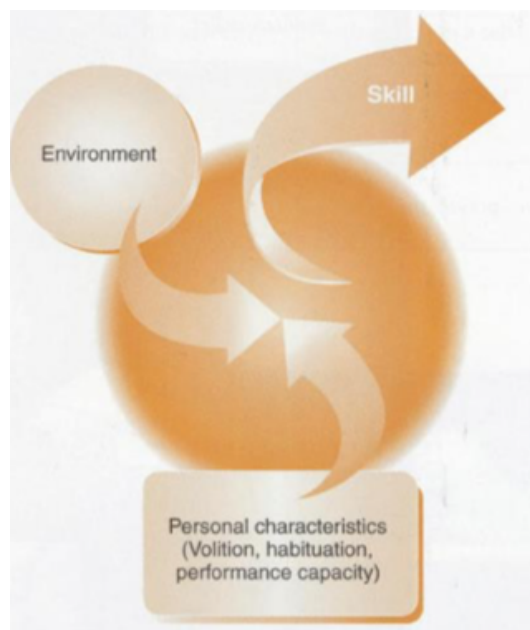 Skill
Environment
Personal characteristics
(Volition, habituation,
performance capacity)